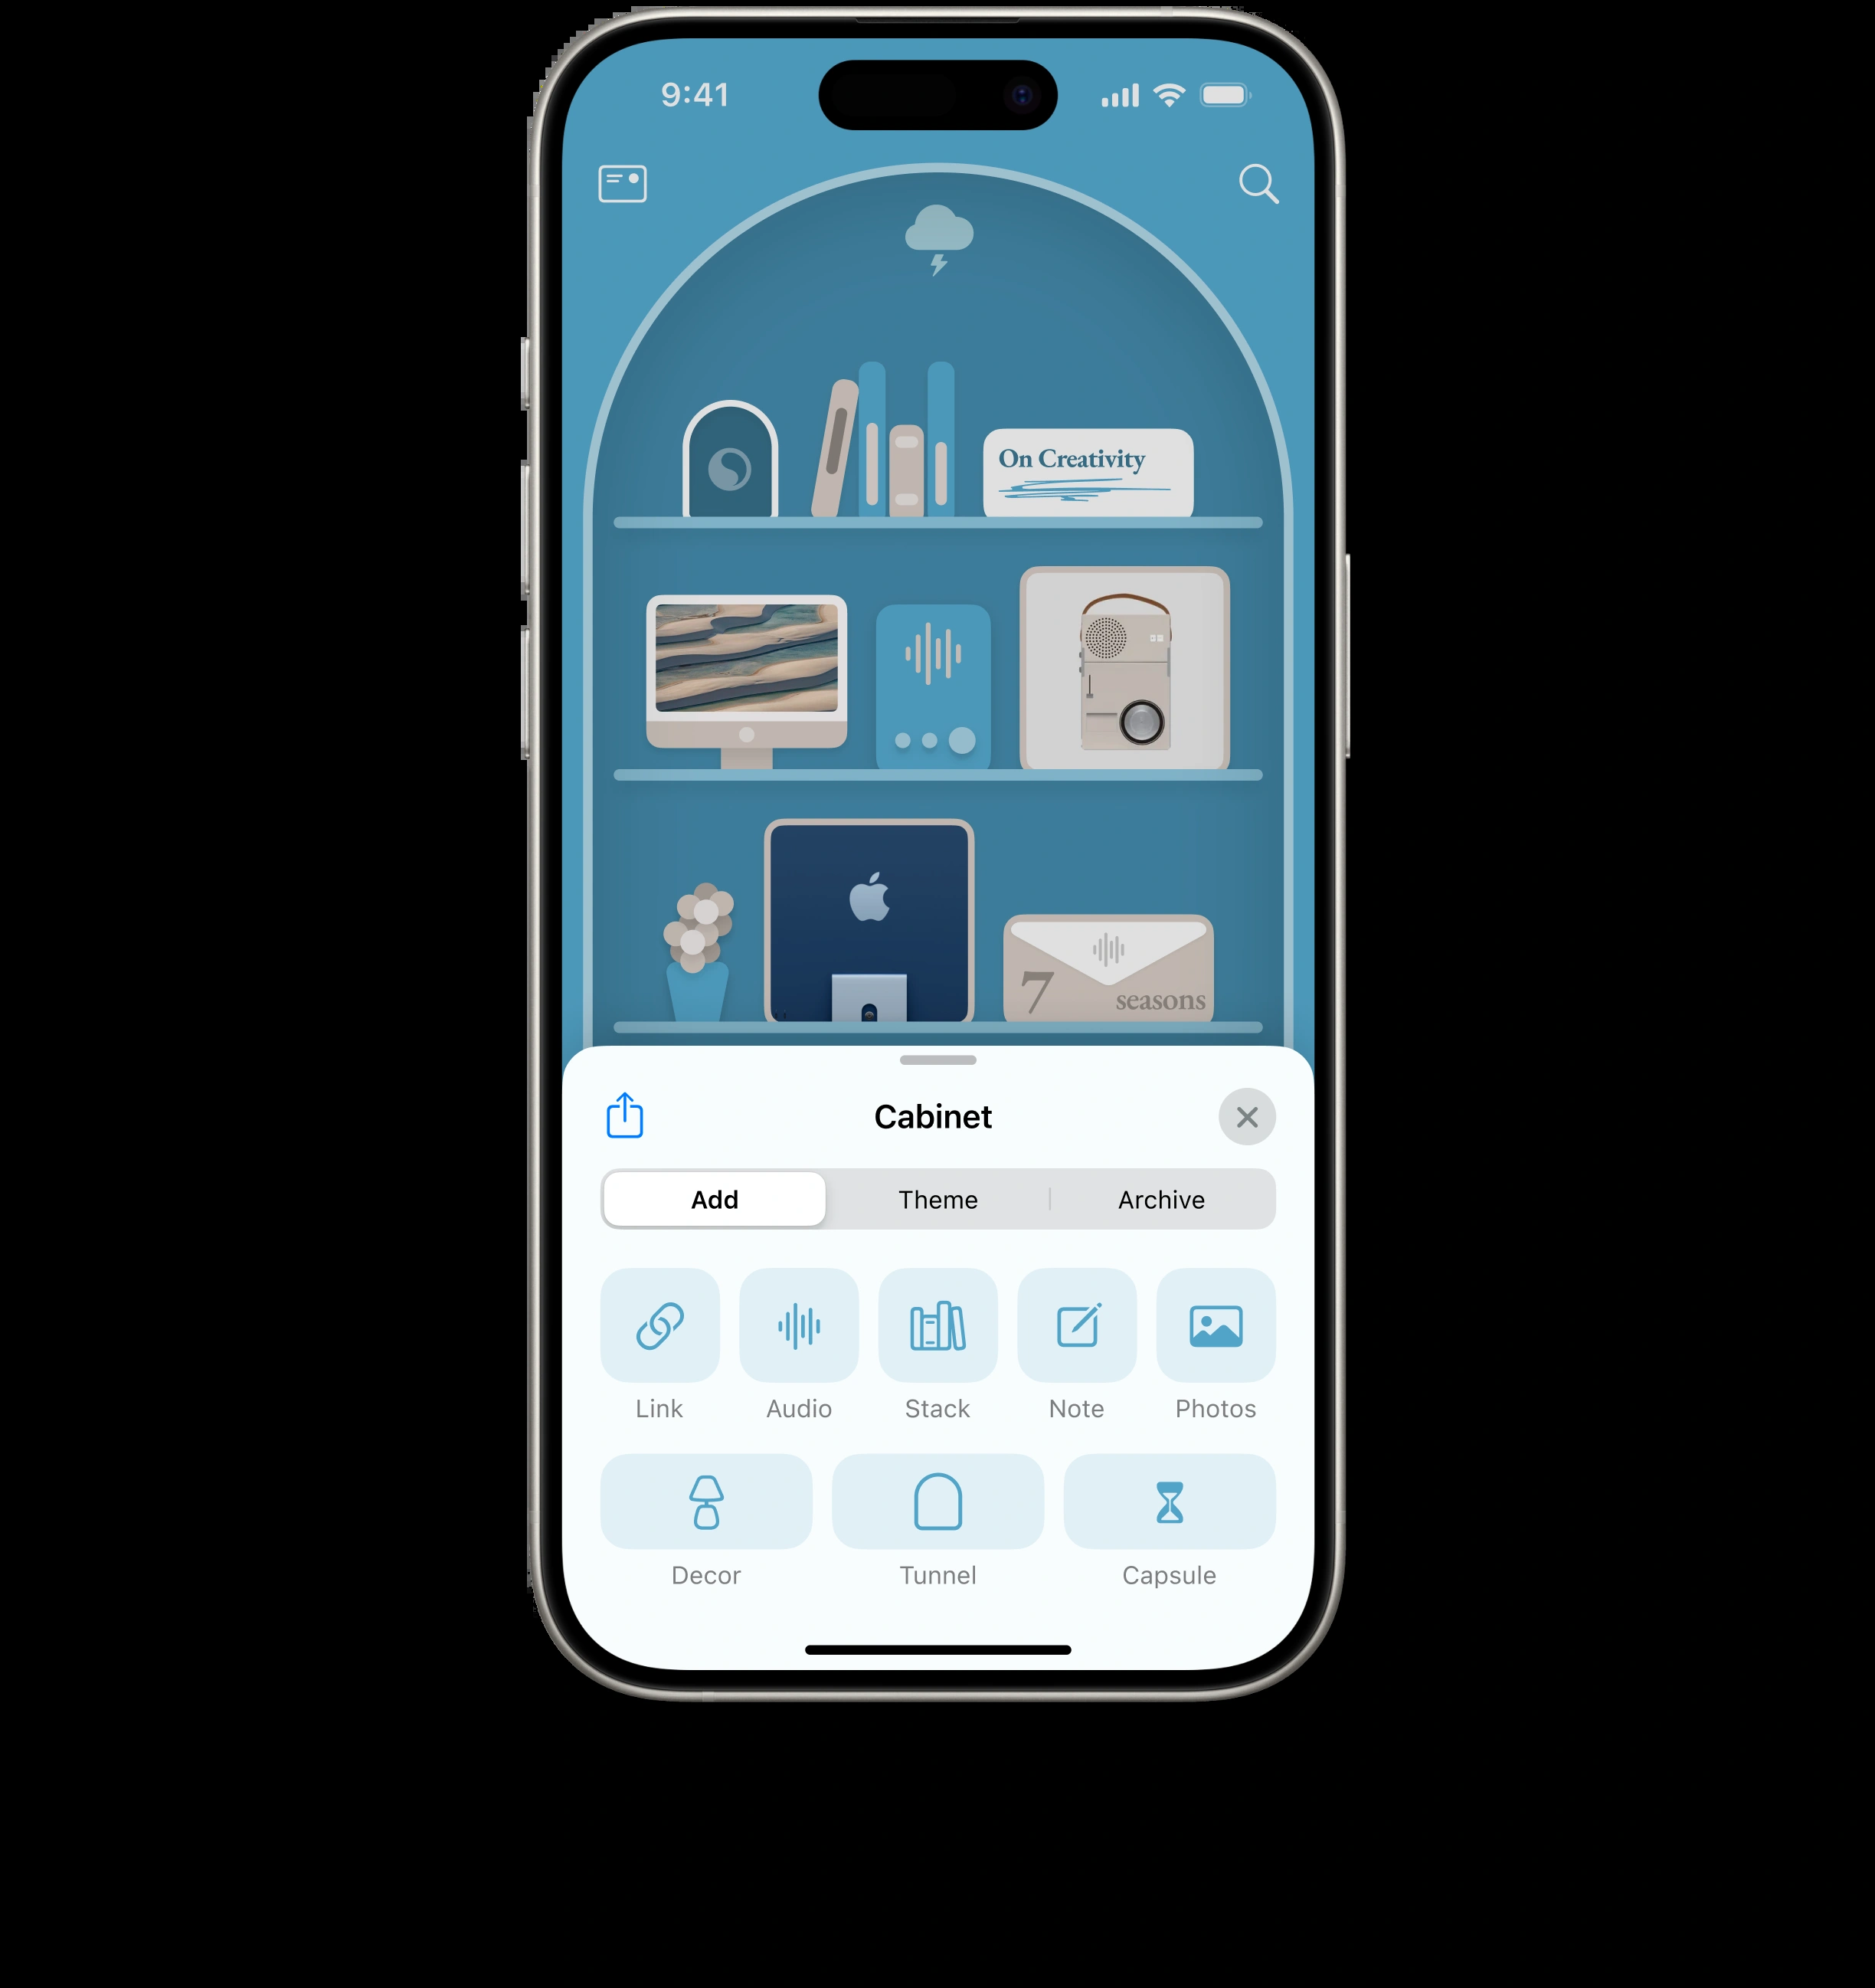 9:41
On Creativity
7
seasons
Cabinet
Add
Theme
Archive
Link
Audio
Stack
Note
Photos
Decor
Tunnel
Capsule